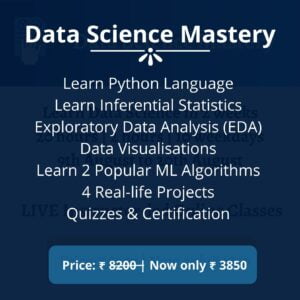 Data Science Mastery
Learn Python Language
Learn Inferential Statistics
Exploratory Data Analysis (EDA)
Data Visualisations
Learn 2 Popular ML Algorithms
4 Real-life Projects
Quizzes & Certification
Price: ₹ 8200 | Now only ₹ 3850